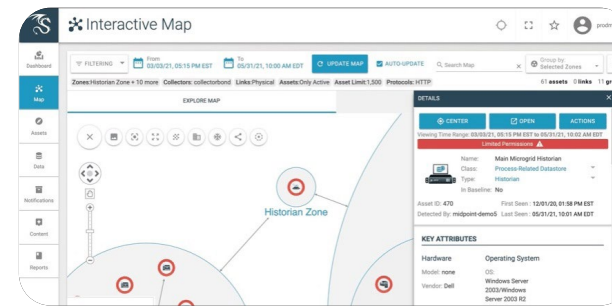 Interactive Map
Dashboard
Map
Assets
Data
Notifications
Content
Reports
FILTERING
From
03/03/21, 05:15 PM EST
To
05/31/21, 10:00 AM EDT
UPDATE MAP
AUTO-UPDATE
Search Map
Group by
Selected Zones
Zones: Historian Zone + 10 more Collectors: collectorbond Links: Physical Assets: Only Active Asset Limit: 1,500 Protocols: HTTP
61 assets 0 links 11 gr
EXPLORE MAP
Historian Zone
DETAILS
CENTER
OPEN
ACTIONS
Viewing Time Range: 03/03/21, 05:15 PM EST to 05/31/21, 10:02 AM EDT
Limited Permissions
Name: Main Microgrid Historian
Class: Process-Related Datastore
Type: Historian
In Baseline: No
Asset ID: 470 First Seen: 12/01/20, 01:58 PM EST
Detected By: midpoint-demo5 Last Seen: 05/31/21, 10:01 AM EDT
KEY ATTRIBUTES
Hardware Operating System
Model: none OS:
Vendor: Dell Windows Server
2003/Windows
Server 2003 R2